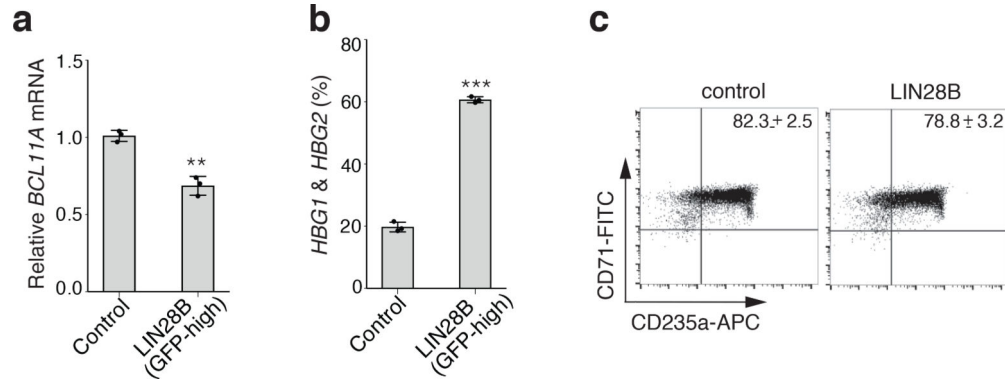 a
Relative BCL11A mRNA
1.5
1.0
0.5
0.0
**
Control
LIN28B
(GFP-high)
b
HBG1 & HBG2 (%)
80
60
40
20
0
***
Control
LIN28B
(GFP-high)
c
control
82.3± 2.5
LIN28B
78.8± 3.2
CD71-FITC
CD235a-APC